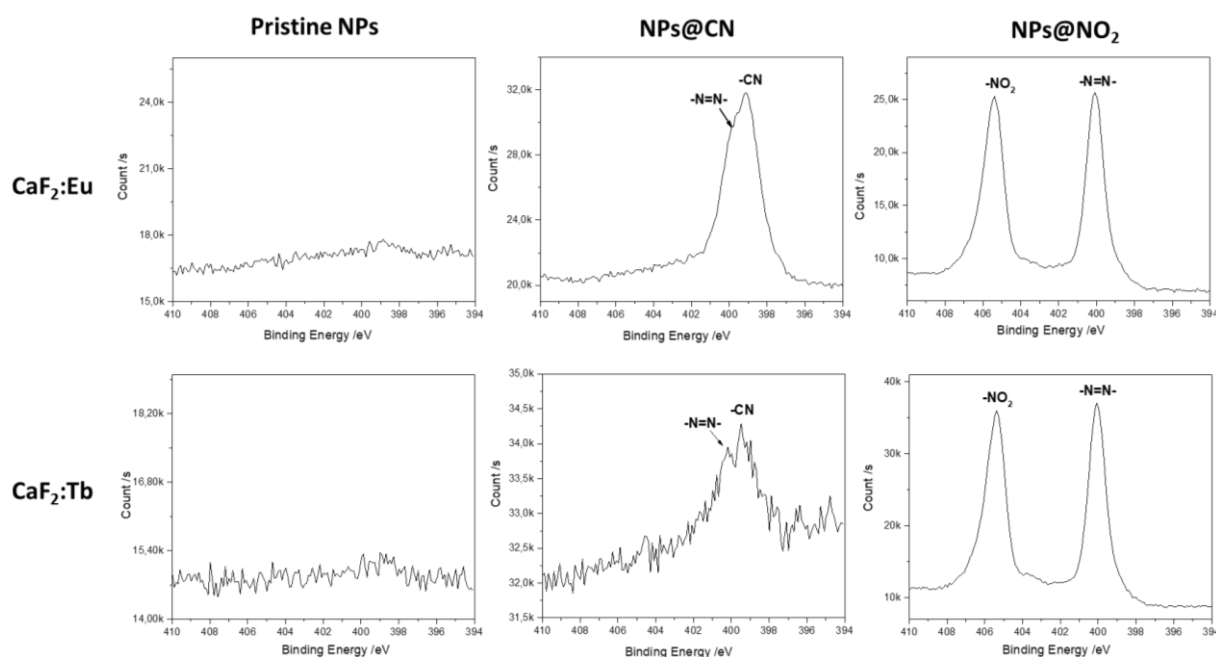 Pristine NPs
NPs@CN
NPs@NO₂
CaF₂:Eu
24,0k
21,0k
18,0k
15,0k
Count /s
410 408 406 404 402 400 398 396 394
Binding Energy /eV
32,0k
28,0k
24,0k
20,0k
Count /s
-N=N-
-CN
410 408 406 404 402 400 398 396 394
Binding Energy /eV
25,0k
20,0k
15,0k
10,0k
Count /s
-NO₂
-N=N-
410 408 406 404 402 400 398 396 394
Binding Energy /eV
CaF₂:Tb
18,20k
16,80k
15,40k
14,00k
Count /s
410 408 406 404 402 400 398 396 394
Binding Energy /eV
35,0k
34,5k
34,0k
33,5k
33,0k
32,5k
32,0k
31,5k
Count /s
-N=N-
-CN
410 408 406 404 402 400 398 396 394
Binding Energy /eV
40k
30k
20k
10k
Count /s
-NO₂
-N=N-
410 408 406 404 402 400 398 396 394
Binding Energy /eV